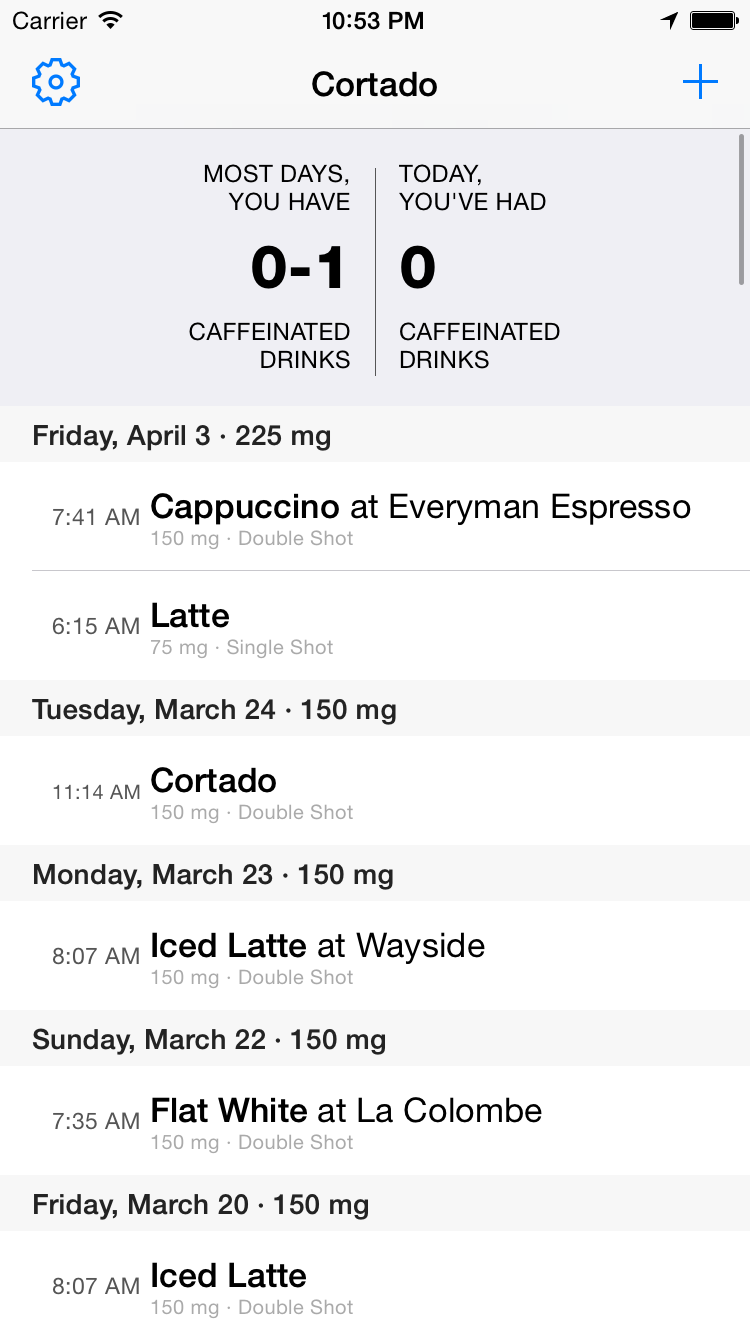 Carrier 10:53 PM
Cortado
MOST DAYS,
YOU HAVE
0-1
CAFFEINATED
DRINKS
TODAY,
YOU'VE HAD
0
CAFFEINATED
DRINKS
Friday, April 3 · 225 mg
7:41 AM Cappuccino at Everyman Espresso
150 mg · Double Shot
6:15 AM Latte
75 mg · Single Shot
Tuesday, March 24 · 150 mg
11:14 AM Cortado
150 mg · Double Shot
Monday, March 23 · 150 mg
8:07 AM Iced Latte at Wayside
150 mg · Double Shot
Sunday, March 22 · 150 mg
7:35 AM Flat White at La Colombe
150 mg · Double Shot
Friday, March 20 · 150 mg
8:07 AM Iced Latte
150 mg · Double Shot